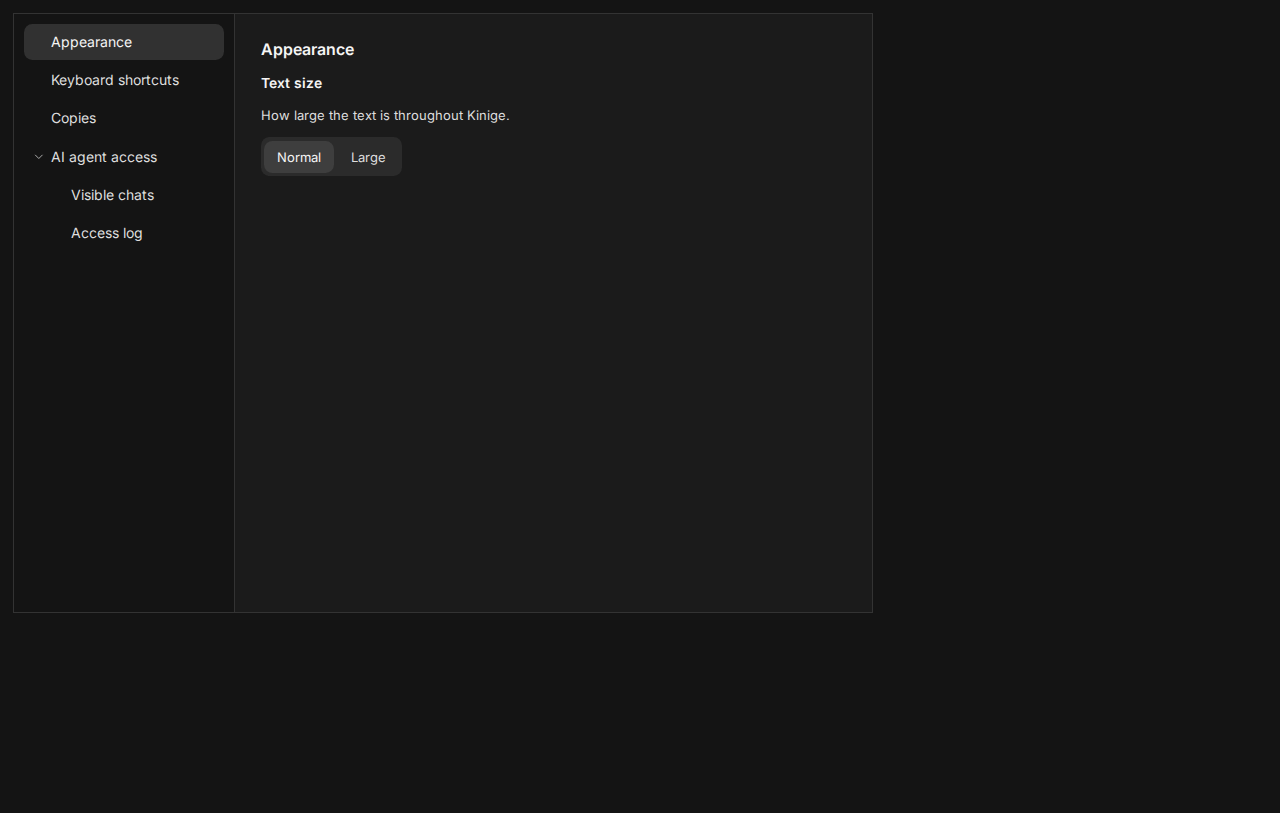 Appearance
Keyboard shortcuts
Copies
AI agent access
Visible chats
Access log
Appearance
Text size
How large the text is throughout Kinige.
Normal
Large